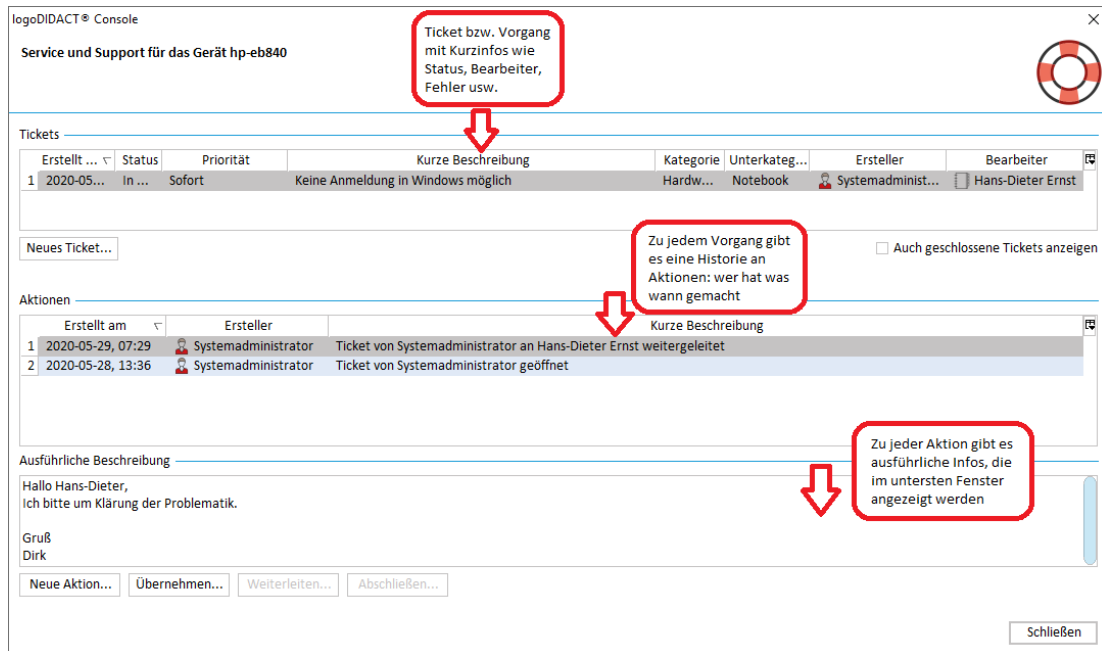 logoDIDACT® Console
Service und Support für das Gerät hp-eb840
Ticket bzw. Vorgang
mit Kurzinfos wie
Status, Bearbeiter,
Fehler usw.
Tickets
Erstellt ... Status Priorität Kurze Beschreibung Kategorie Unterkateg... Ersteller Bearbeiter
1 2020-05... In ... Sofort Keine Anmeldung in Windows möglich Hardw... Notebook Systemadminist... Hans-Dieter Ernst
Neues Ticket...
Auch geschlossene Tickets anzeigen
Zu jedem Vorgang gibt
es eine Historie an
Aktionen: wer hat was
wann gemacht
Aktionen
Erstellt am Ersteller Kurze Beschreibung
1 2020-05-29, 07:29 Systemadministrator Ticket von Systemadministrator an Hans-Dieter Ernst weitergeleitet
2 2020-05-28, 13:36 Systemadministrator Ticket von Systemadministrator geöffnet
Zu jeder Aktion gibt es
ausführliche Infos, die
im untersten Fenster
angezeigt werden
Ausführliche Beschreibung
Hallo Hans-Dieter,
Ich bitte um Klärung der Problematik.
Gruß
Dirk
Neue Aktion... Übernehmen... Weiterleiten... Abschließen...
Schließen